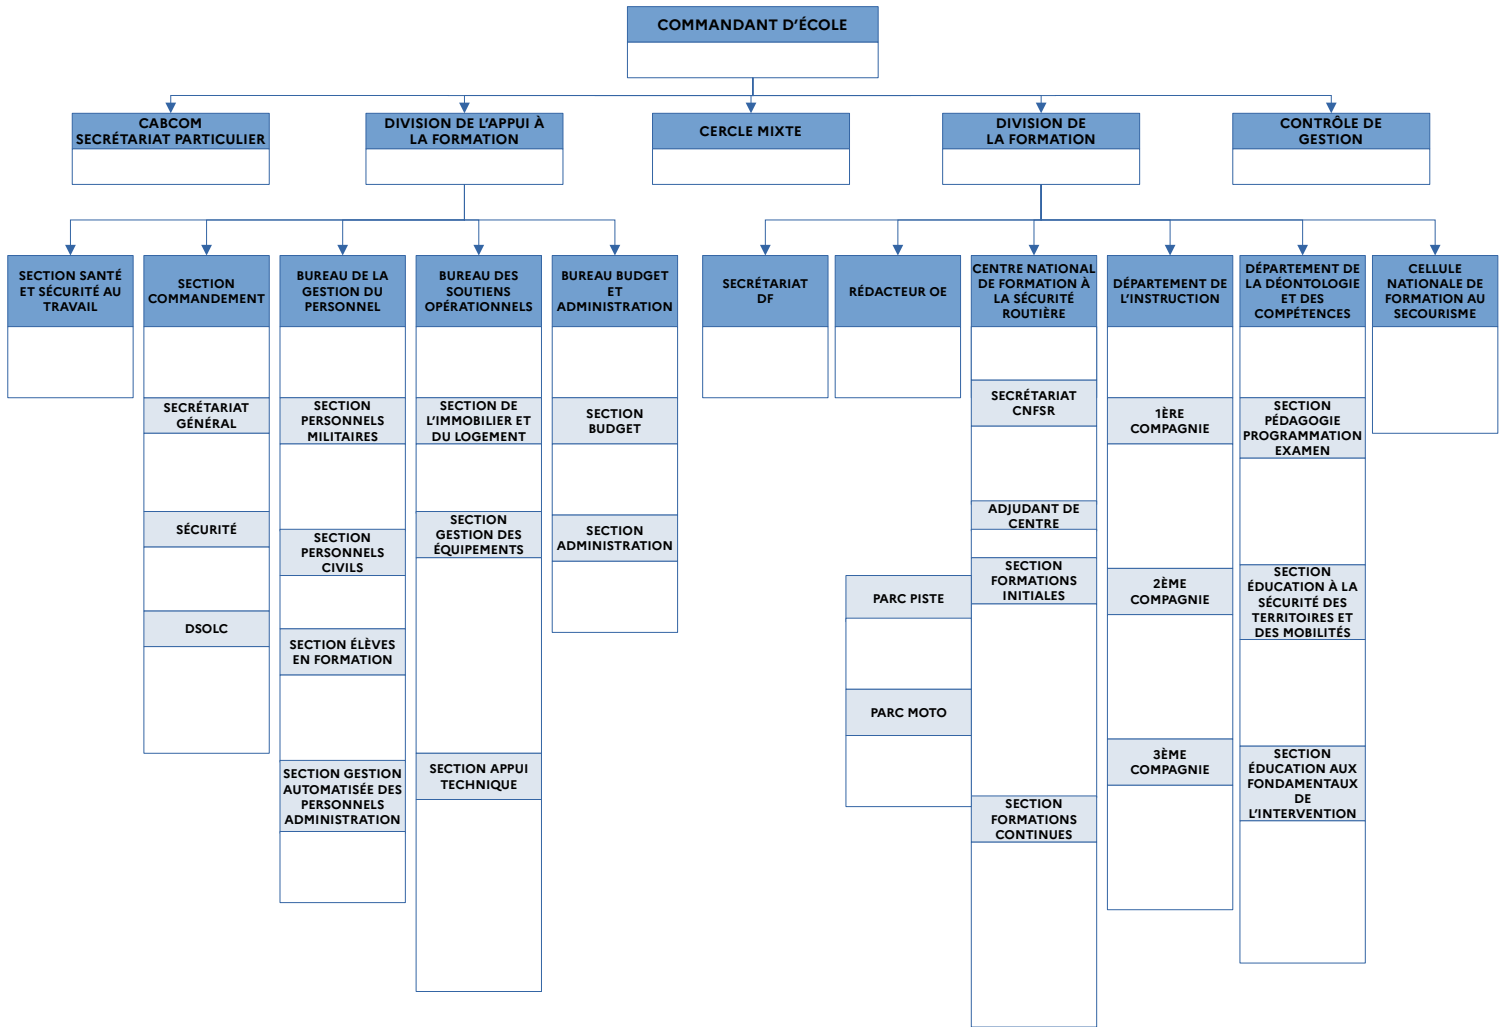 COMMANDANT D'ÉCOLE
CABCOM
SECRÉTARIAT PARTICULIER
DIVISION DE L'APPUI À
LA FORMATION
CERCLE MIXTE
DIVISION DE
LA FORMATION
CONTRÔLE DE
GESTION
SECTION SANTÉ
ET SÉCURITÉ AU
TRAVAIL
SECTION
COMMANDEMENT
SECRÉTARIAT
GÉNÉRAL
SÉCURITÉ
DSOLC
BUREAU DE LA
GESTION DU
PERSONNEL
SECTION
PERSONNELS
MILITAIRES
SECTION
PERSONNELS
CIVILS
SECTION ÉLÈVES
EN FORMATION
SECTION GESTION
AUTOMATISÉE DES
PERSONNELS
ADMINISTRATION
BUREAU DES
SOUTIENS
OPÉRATIONNELS
SECTION DE
L'IMMOBILIER ET
DU LOGEMENT
SECTION
GESTION DES
ÉQUIPEMENTS
SECTION APPUI
TECHNIQUE
BUREAU BUDGET
ET
ADMINISTRATION
SECTION
BUDGET
SECTION
ADMINISTRATION
SECRÉTARIAT
DF
RÉDACTEUR OE
CENTRE NATIONAL
DE FORMATION À
LA SÉCURITÉ
ROUTIÈRE
SECRÉTARIAT
CNFSR
ADJUDANT DE
CENTRE
SECTION
FORMATIONS
INITIALES
PARC PISTE
PARC MOTO
SECTION
FORMATIONS
CONTINUES
DÉPARTEMENT DE
L'INSTRUCTION
1ÈRE
COMPAGNIE
2ÈME
COMPAGNIE
3ÈME
COMPAGNIE
DÉPARTEMENT DE
LA DÉONTOLOGIE
ET DES
COMPÉTENCES
SECTION
PÉDAGOGIE
PROGRAMMATION
EXAMEN
SECTION
ÉDUCATION À LA
SÉCURITÉ DES
TERRITOIRES ET
DES MOBILITÉS
SECTION
ÉDUCATION AUX
FONDAMENTAUX
DE
L'INTERVENTION
CELLULE
NATIONALE DE
FORMATION AU
SECOURISME